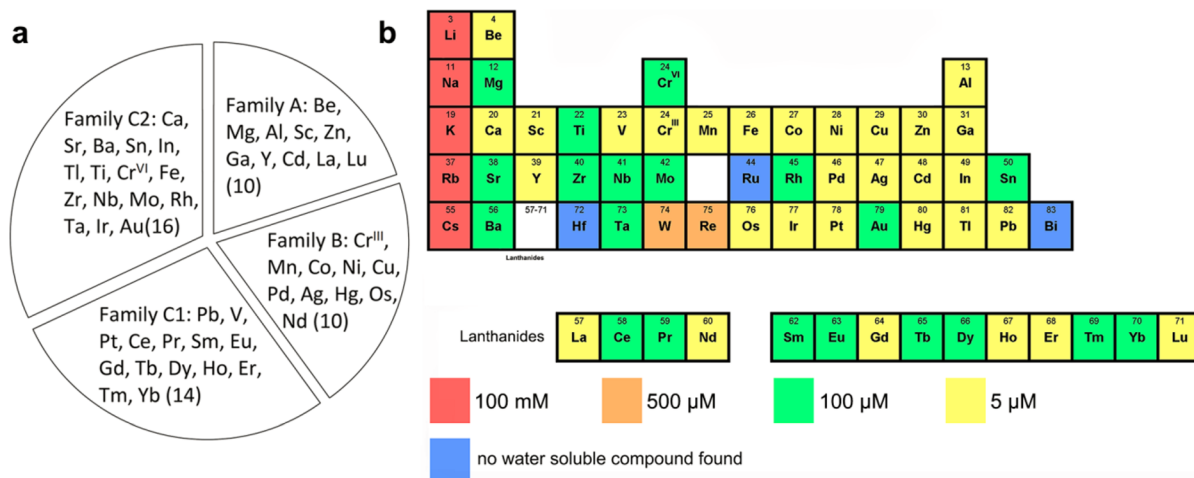 a
Family C2: Ca,
Sr, Ba, Sn, In,
Tl, Ti, Cr^VI, Fe,
Zr, Nb, Mo, Rh,
Ta, Ir, Au(16)
Family A: Be,
Mg, Al, Sc, Zn,
Ga, Y, Cd, La, Lu
(10)
Family B: Cr^III,
Mn, Co, Ni, Cu,
Pd, Ag, Hg, Os,
Nd (10)
Family C1: Pb, V,
Pt, Ce, Pr, Sm, Eu,
Gd, Tb, Dy, Ho, Er,
Tm, Yb (14)
b
3 4
Li Be
11 12 24 13
Na Mg Cr^VI Al
19 20 21 22 23 24 25 26 27 28 29 30 31
K Ca Sc Ti V Cr^III Mn Fe Co Ni Cu Zn Ga
37 38 39 40 41 42 44 45 46 47 48 49 50
Rb Sr Y Zr Nb Mo Ru Rh Pd Ag Cd In Sn
55 56 57-71 72 73 74 75 76 77 78 79 80 81 82 83
Cs Ba Hf Ta W Re Os Ir Pt Au Hg Tl Pb Bi
Lanthanides
57 58 59 60 62 63 64 65 66 67 68 69 70 71
Lanthanides La Ce Pr Nd Sm Eu Gd Tb Dy Ho Er Tm Yb Lu
100 mM 500 µM 100 µM 5 µM
no water soluble compound found